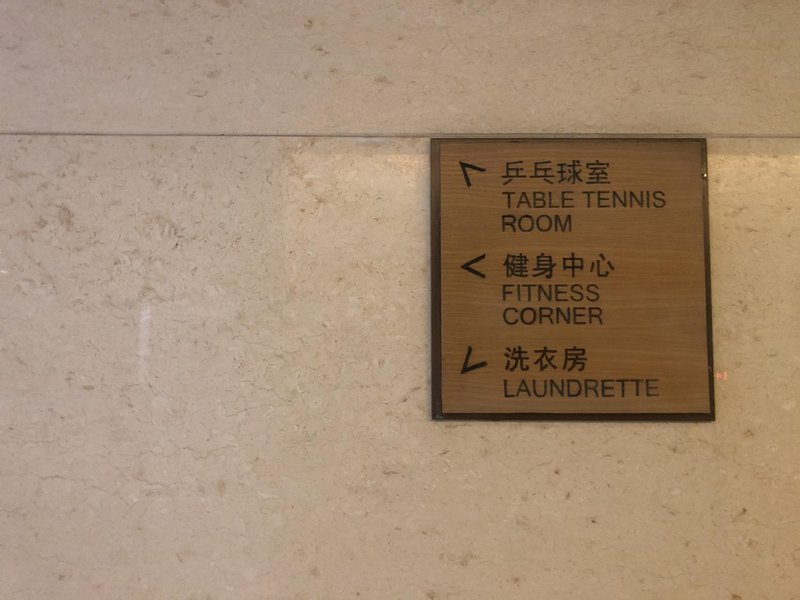 乒乓球室
TABLE TENNIS
ROOM
健身中心
FITNESS
CORNER
洗衣房
LAUNDRETTE